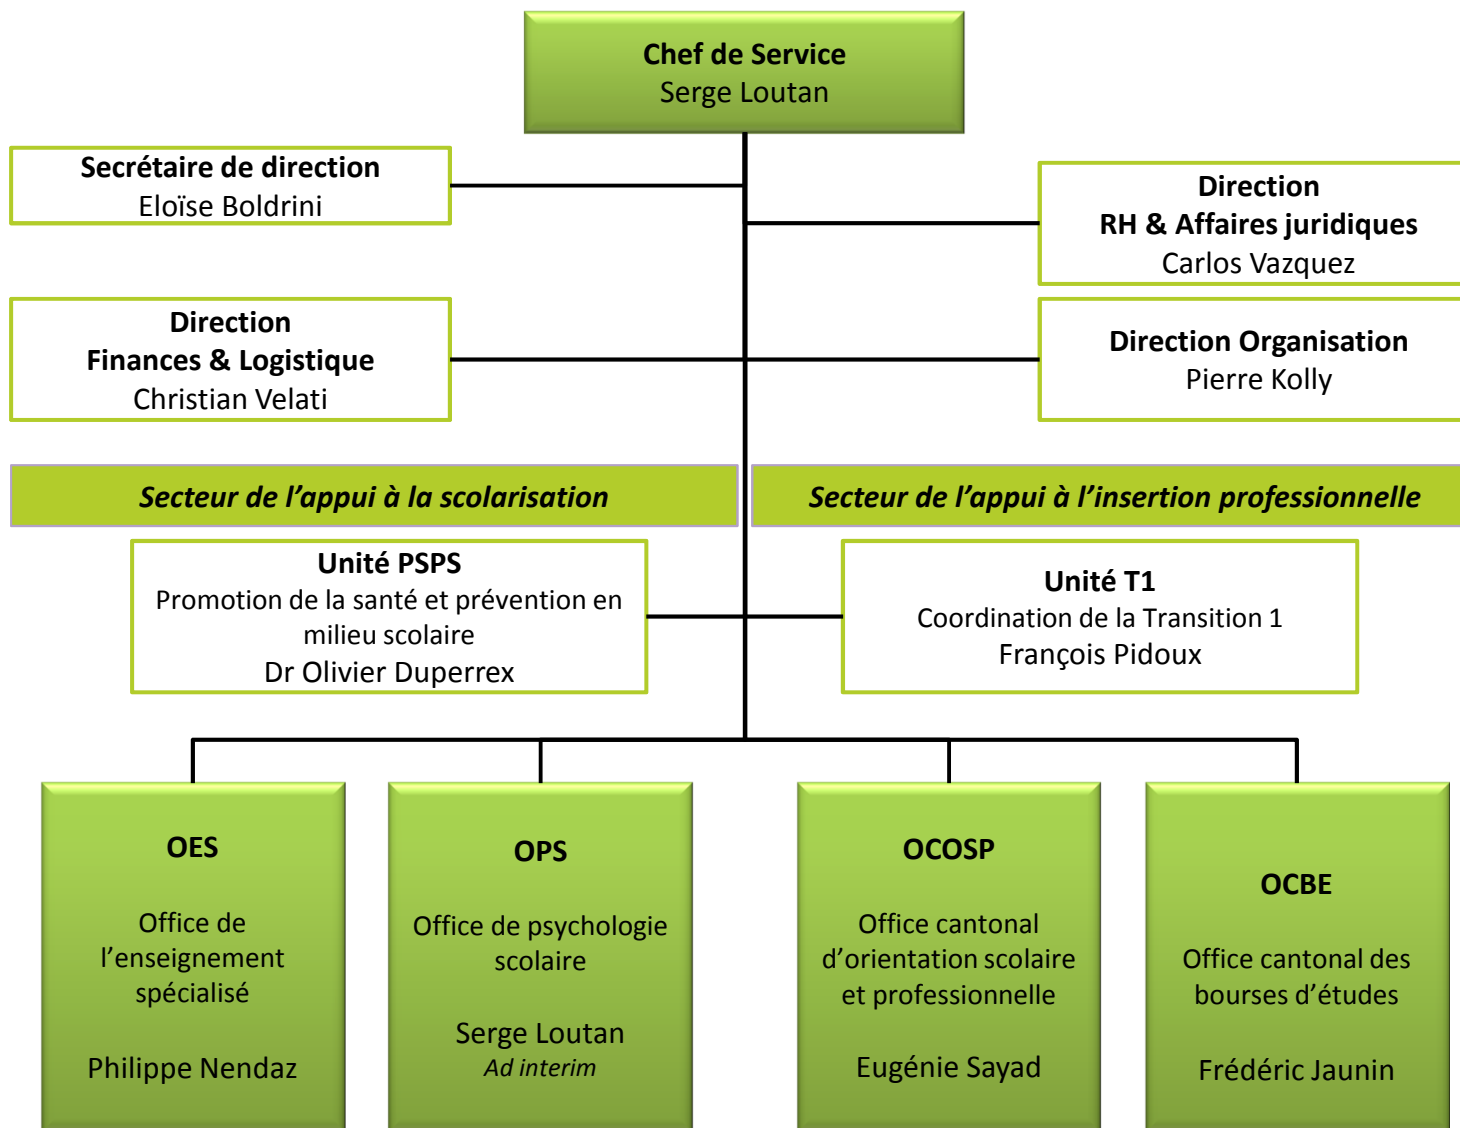 Chef de Service
Serge Loutan
Secrétaire de direction
Eloïse Boldrini
Direction
RH & Affaires juridiques
Carlos Vazquez
Direction
Finances & Logistique
Christian Velati
Direction Organisation
Pierre Kolly
Secteur de l’appui à la scolarisation
Secteur de l’appui à l’insertion professionnelle
Unité PSPS
Promotion de la santé et prévention en
milieu scolaire
Dr Olivier Duperrex
Unité T1
Coordination de la Transition 1
François Pidoux
OES
Office de
l’enseignement
spécialisé
Philippe Nendaz
OPS
Office de psychologie
scolaire
Serge Loutan
Ad interim
OCOSP
Office cantonal
d’orientation scolaire
et professionnelle
Eugénie Sayad
OCBE
Office cantonal des
bourses d’études
Frédéric Jaunin